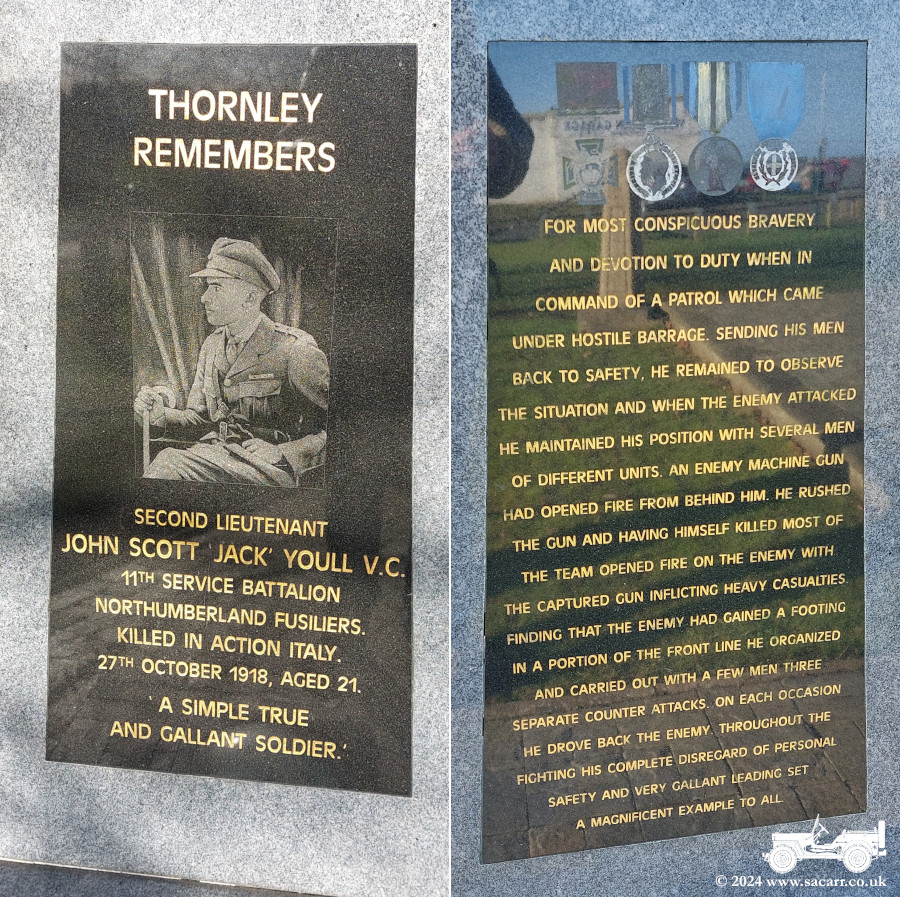 THORNLEY
REMEMBERS
SECOND LIEUTENANT
JOHN SCOTT 'JACK' YOULL V.C.
11TH SERVICE BATTALION
NORTHUMBERLAND FUSILIERS.
KILLED IN ACTION ITALY.
27TH OCTOBER 1918, AGED 21.
'A SIMPLE TRUE
AND GALLANT SOLDIER.'
FOR MOST CONSPICUOUS BRAVERY
AND DEVOTION TO DUTY WHEN IN
COMMAND OF A PATROL WHICH CAME
UNDER HOSTILE BARRAGE. SENDING HIS MEN
BACK TO SAFETY, HE REMAINED TO OBSERVE
THE SITUATION AND WHEN THE ENEMY ATTACKED
HE MAINTAINED HIS POSITION WITH SEVERAL MEN
OF DIFFERENT UNITS. AN ENEMY MACHINE GUN
HAD OPENED FIRE FROM BEHIND HIM. HE RUSHED
THE GUN AND HAVING HIMSELF KILLED MOST OF
THE TEAM OPENED FIRE ON THE ENEMY WITH
THE CAPTURED GUN INFLICTING HEAVY CASUALTIES.
FINDING THAT THE ENEMY HAD GAINED A FOOTING
IN A PORTION OF THE FRONT LINE HE ORGANIZED
AND CARRIED OUT WITH A FEW MEN THREE
SEPARATE COUNTER ATTACKS. ON EACH OCCASION
HE DROVE BACK THE ENEMY. THROUGHOUT THE
FIGHTING HIS COMPLETE DISREGARD OF PERSONAL
SAFETY AND VERY GALLANT LEADING SET
A MAGNIFICENT EXAMPLE TO ALL.
© 2024 www.sacarr.co.uk